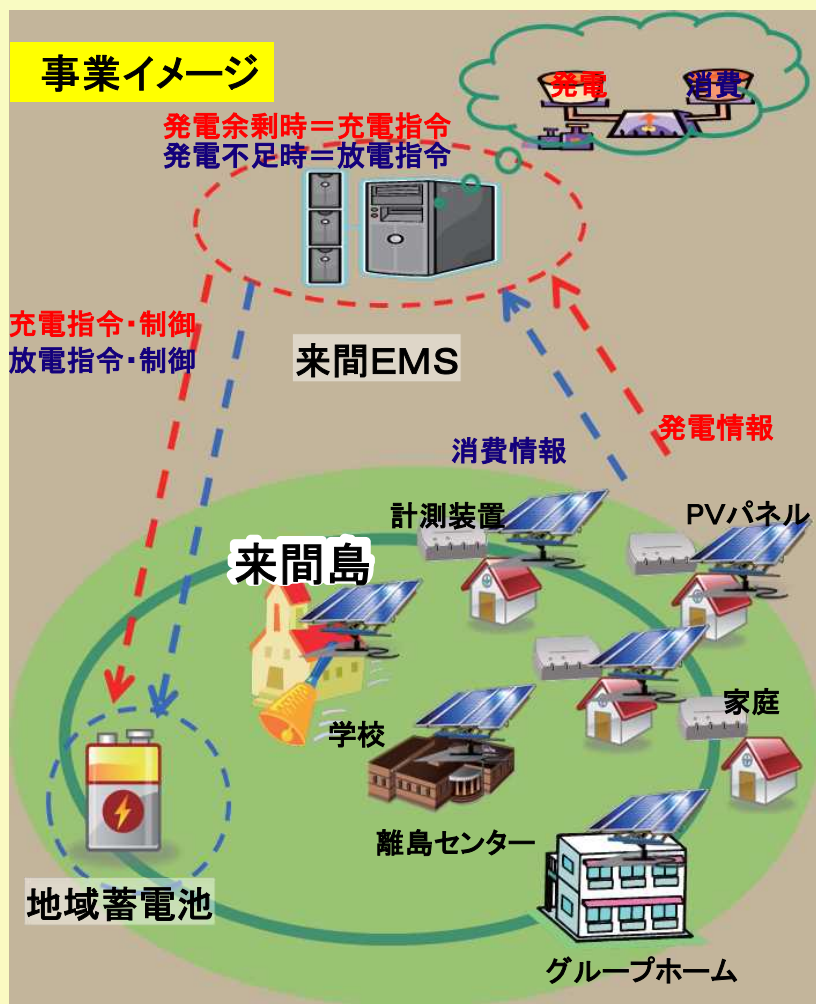 事業イメージ
発電
消費
発電余剰時＝充電指令
発電不足時＝放電指令
充電指令・制御
放電指令・制御
来間EMS
発電情報
消費情報
計測装置
PVパネル
来間島
家庭
学校
離島センター
地域蓄電池
グループホーム